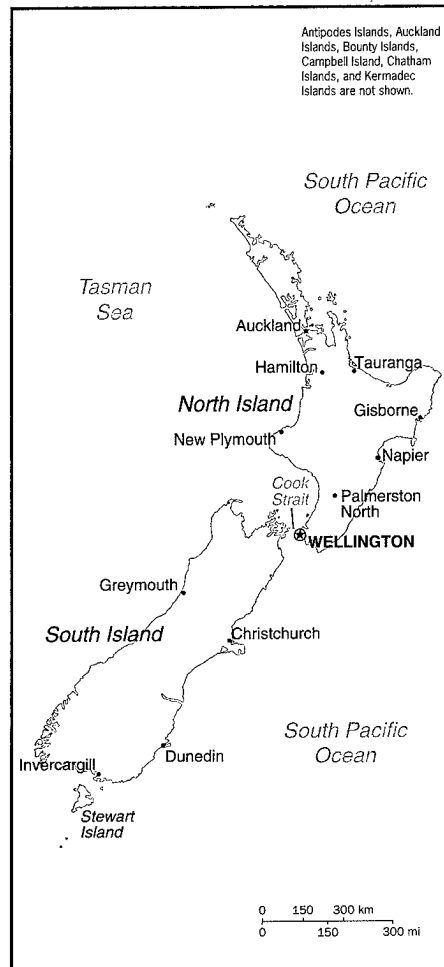 Antipodes Islands, Auckland
Islands, Bounty Islands,
Campbell Island, Chatham
Islands, and Kermadec
Islands are not shown.
South Pacific
Ocean
Tasman
Sea
Auckland
Hamilton
Tauranga
North Island
Gisborne
New Plymouth
Napier
Cook
Strait
Palmerston
North
WELLINGTON
Greymouth
South Island
Christchurch
South Pacific
Ocean
Invercargill
Dunedin
Stewart
Island
0 150 300 km
0 150 300 mi